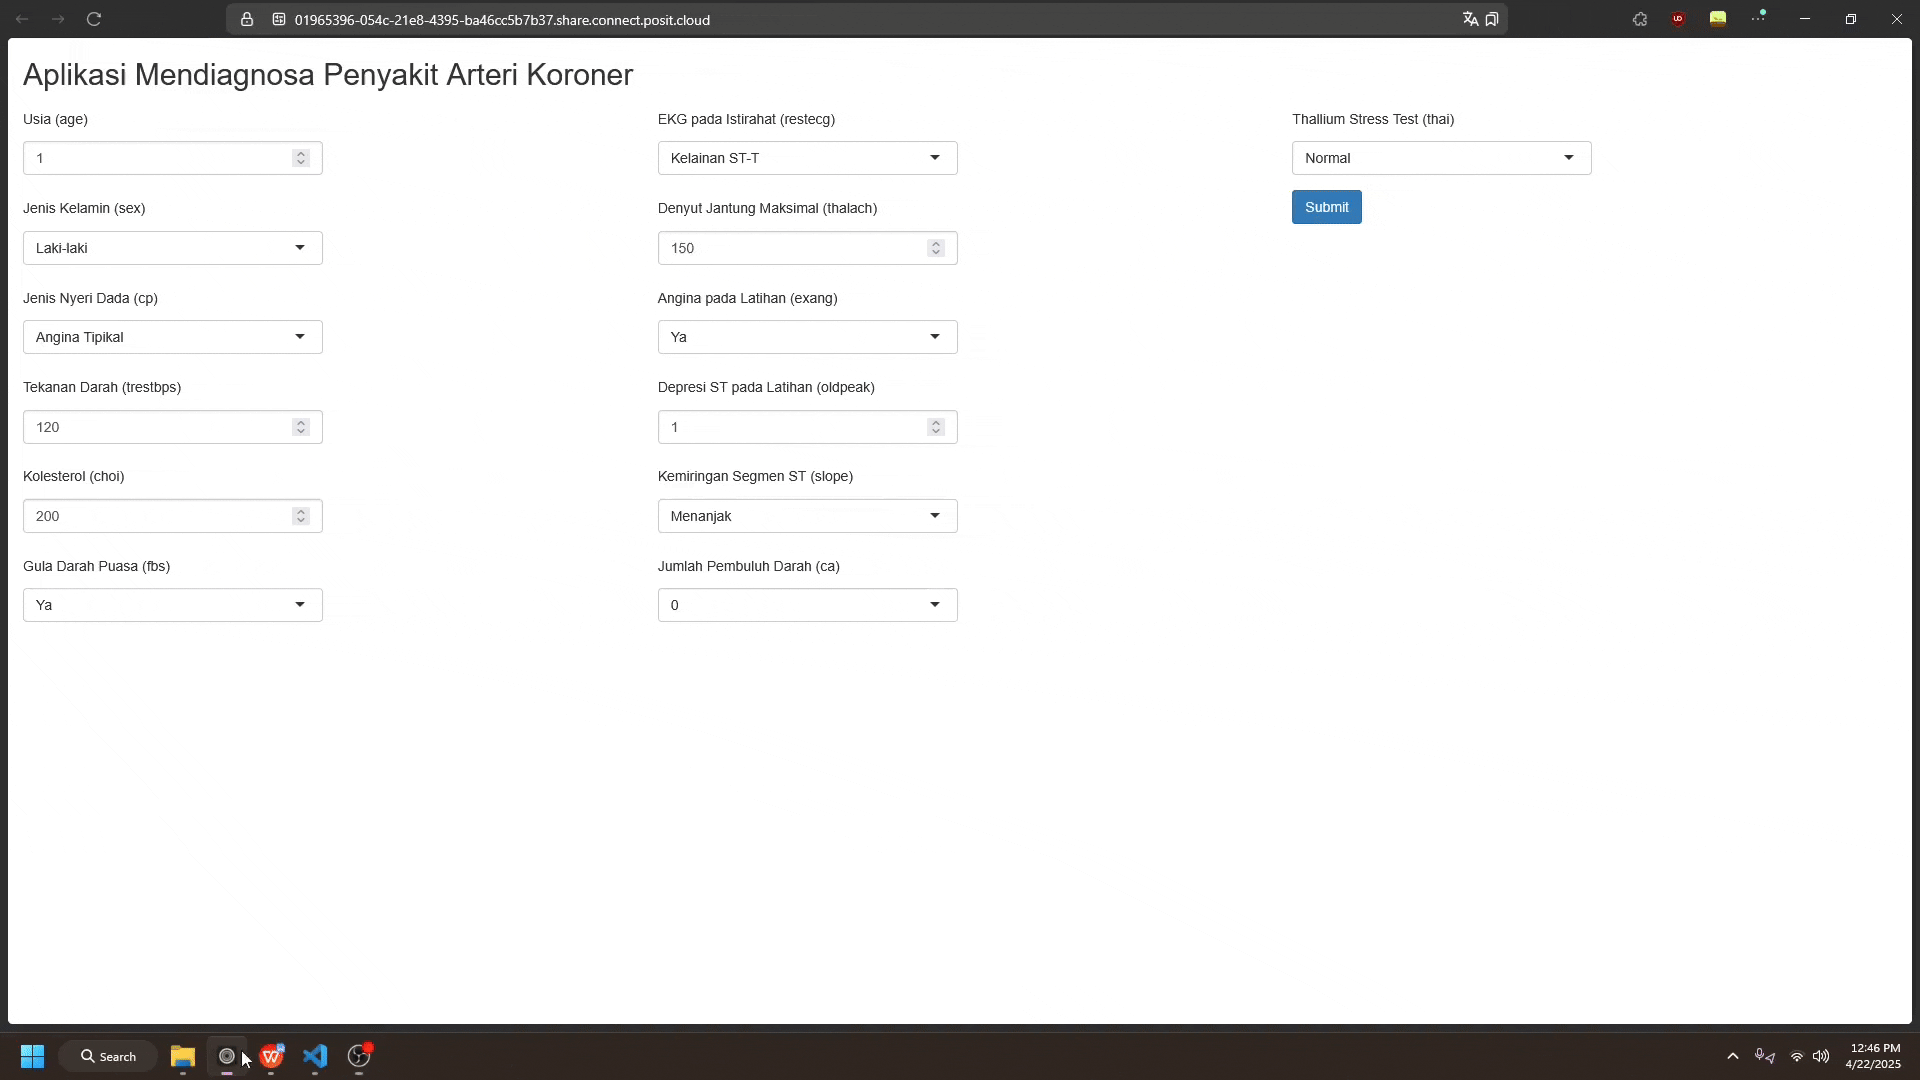 01965396-054c-21e8-4395-ba46cc5b7b37.share.connect.posit.cloud
Aplikasi Mendiagnosa Penyakit Arteri Koroner
Usia (age)
1
Jenis Kelamin (sex)
Laki-laki
Jenis Nyeri Dada (cp)
Angina Tipikal
Tekanan Darah (trestbps)
120
Kolesterol (choi)
200
Gula Darah Puasa (fbs)
Ya
EKG pada Istirahat (restecg)
Kelainan ST-T
Denyut Jantung Maksimal (thalach)
150
Angina pada Latihan (exang)
Ya
Depresi ST pada Latihan (oldpeak)
1
Kemiringan Segmen ST (slope)
Menanjak
Jumlah Pembuluh Darah (ca)
0
Thallium Stress Test (thai)
Normal
Submit
Search
12:46 PM
4/22/2025